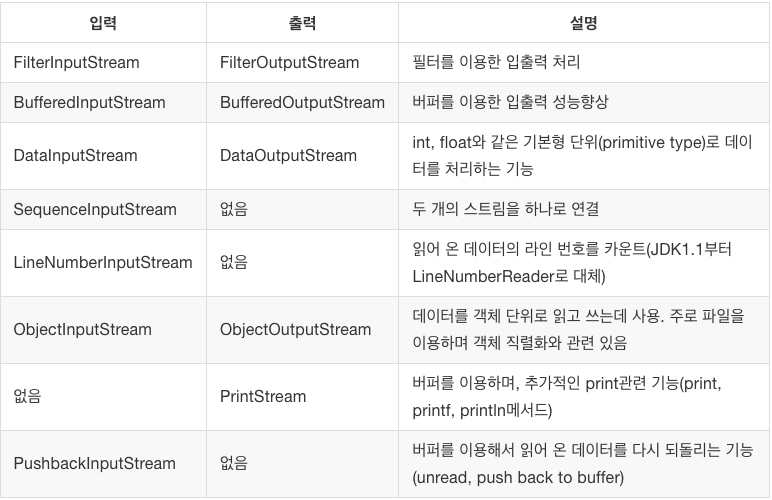 입력 출력 설명
FilterInputStream FilterOutputStream 필터를 이용한 입출력 처리
BufferedInputStream BufferedOutputStream 버퍼를 이용한 입출력 성능향상
DataInputStream DataOutputStream int, float와 같은 기본형 단위(primitive type)로 데이
터를 처리하는 기능
SequenceInputStream 없음 두 개의 스트림을 하나로 연결
LineNumberInputStream 없음 읽어 온 데이터의 라인 번호를 카운트(JDK1.1부터
LineNumberReader로 대체)
ObjectInputStream ObjectOutputStream 데이터를 객체 단위로 읽고 쓰는데 사용. 주로 파일을
이용하며 객체 직렬화와 관련 있음
없음 PrintStream 버퍼를 이용하며, 추가적인 print관련 기능(print,
printf, println메서드)
PushbackInputStream 없음 버퍼를 이용해서 읽어 온 데이터를 다시 되돌리는 기능
(unread, push back to buffer)